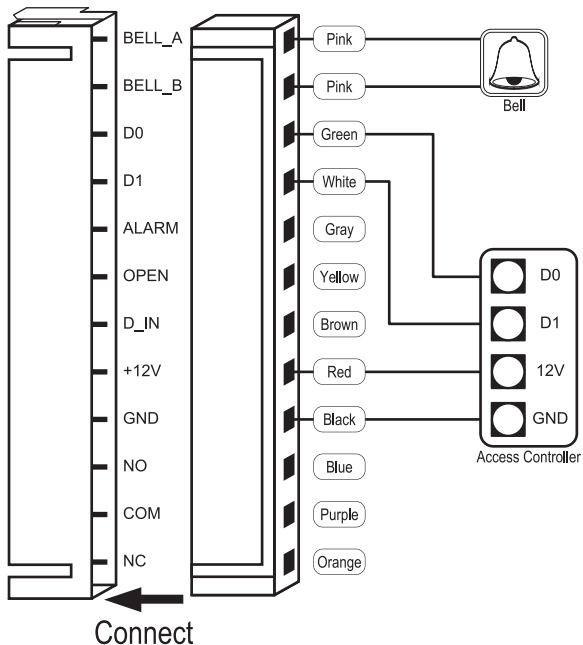 BELL_A
BELL_B
D0
D1
ALARM
OPEN
D_IN
+12V
GND
NO
COM
NC
Pink
Pink
Green
White
Gray
Yellow
Brown
Red
Black
Blue
Purple
Orange
Bell
D0
D1
12V
GND
Access Controller
Connect